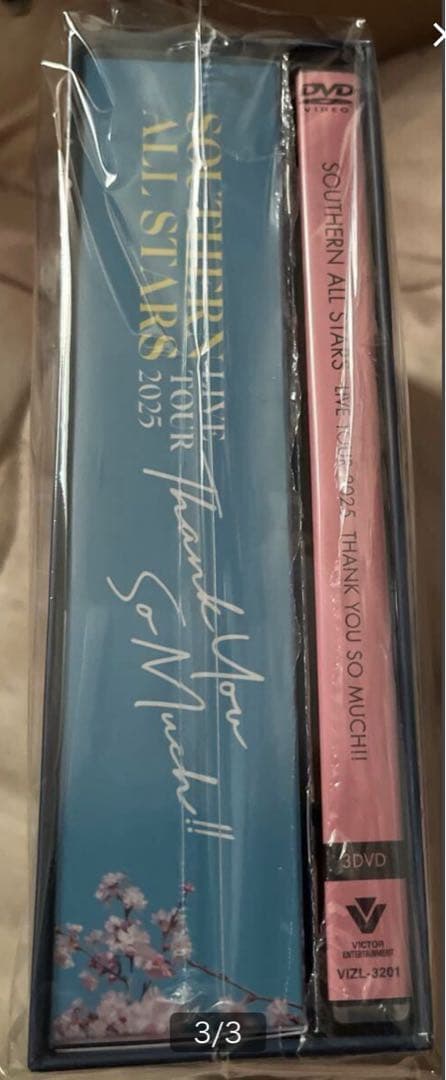 SOUTHERN
ALL STARS
LIVE
TOUR
2025
Thank You
So Much!!
DVD
VIDEO
SOUTHERN ALL STARS LIVE TOUR 2025 THANK YOU SO MUCH!!
3DVD
VICTOR
ENTERTAINMENT
VIZL-3201
3/3